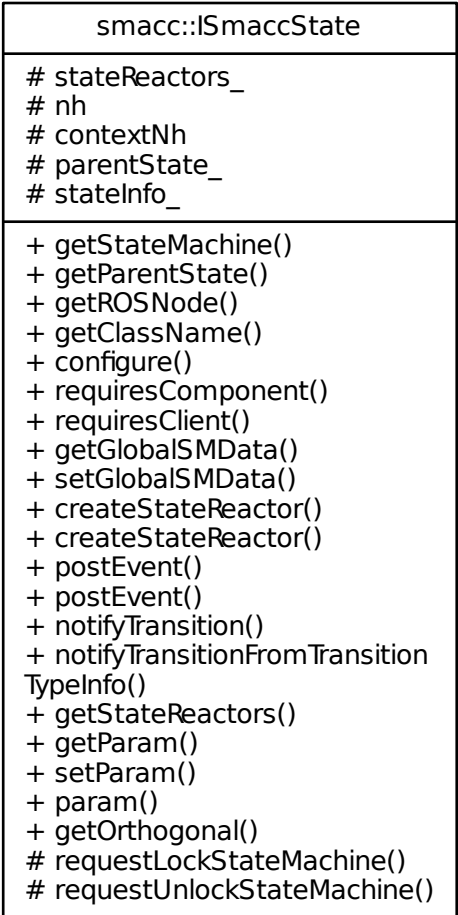 smacc::ISmaccState
# stateReactors_
# nh
# contextNh
# parentState_
# stateInfo_
+ getStateMachine()
+ getParentState()
+ getROSNode()
+ getClassName()
+ configure()
+ requiresComponent()
+ requiresClient()
+ getGlobalSMData()
+ setGlobalSMData()
+ createStateReactor()
+ createStateReactor()
+ postEvent()
+ postEvent()
+ notifyTransition()
+ notifyTransitionFromTransition
TypeInfo()
+ getStateReactors()
+ getParam()
+ setParam()
+ param()
+ getOrthogonal()
# requestLockStateMachine()
# requestUnlockStateMachine()